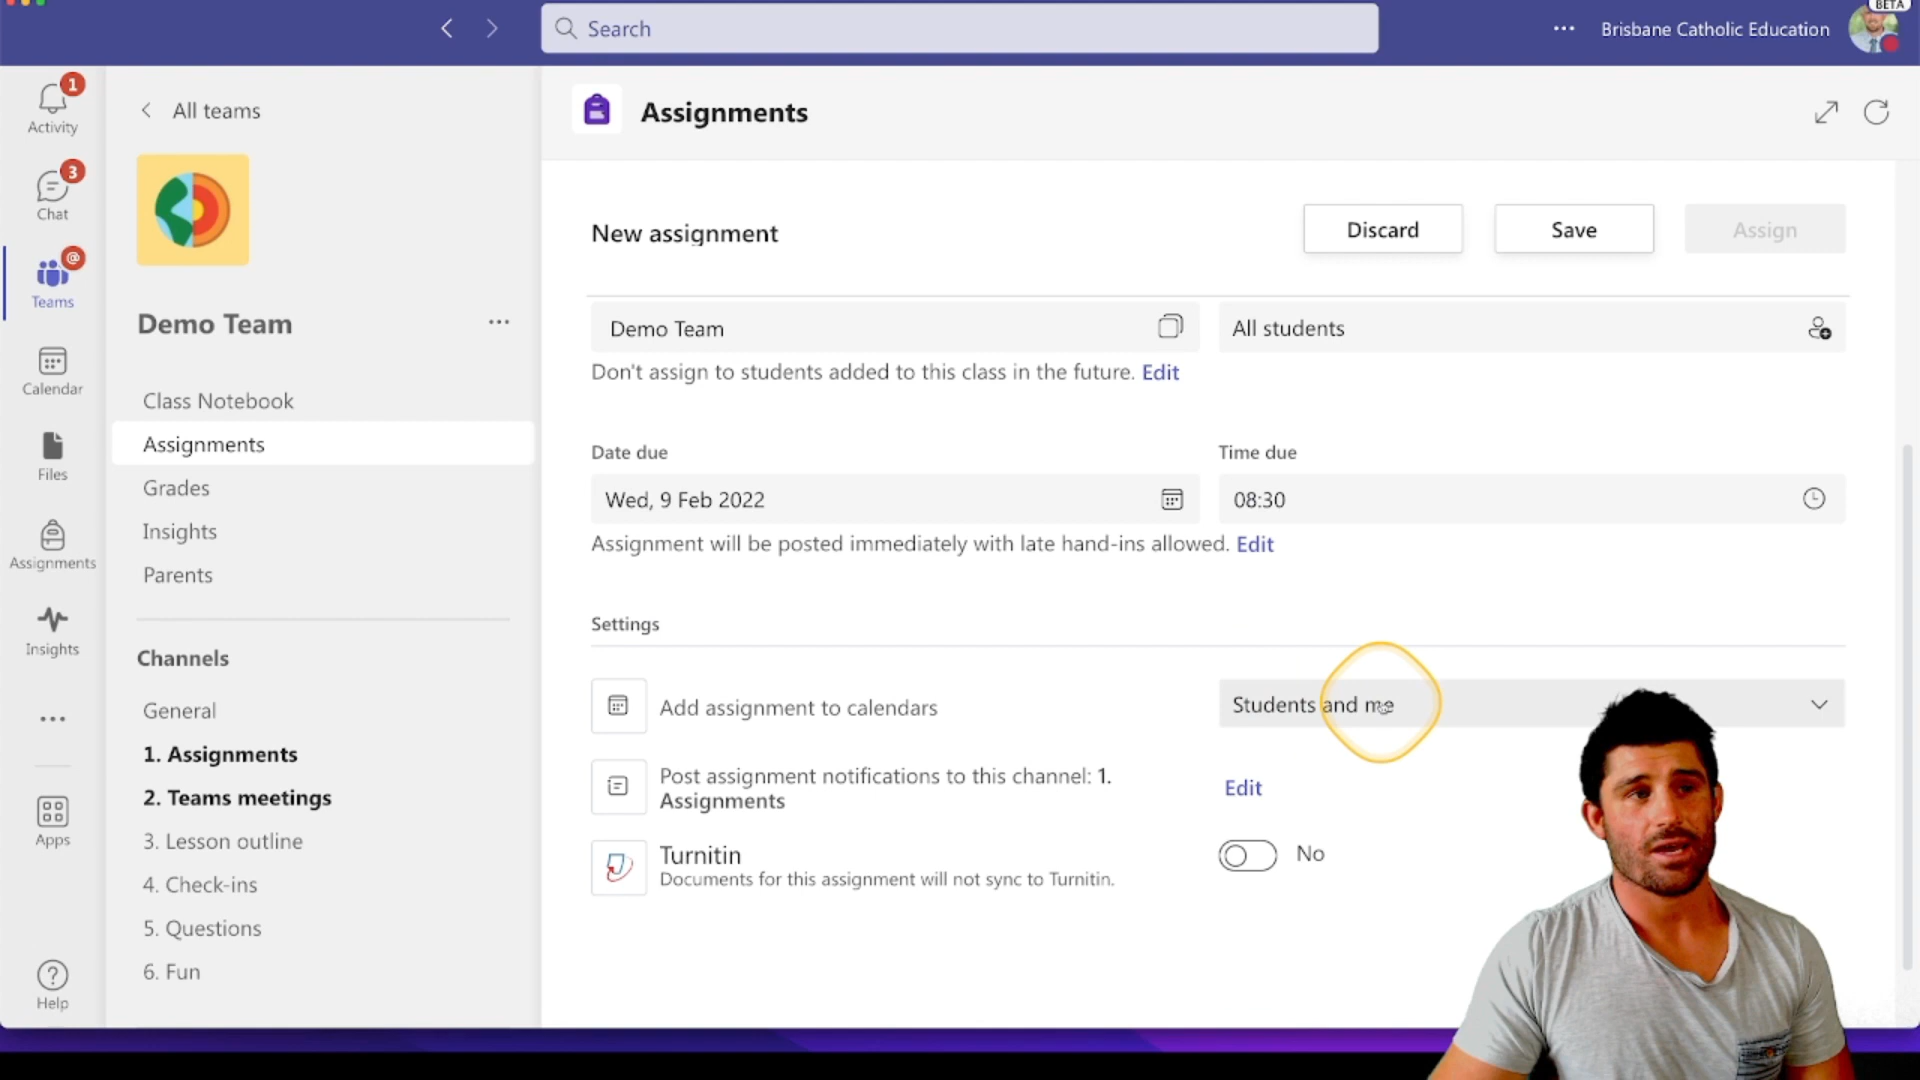 BETA
Search
Brisbane Catholic Education
1
Activity
3
Chat
@
Teams
Calendar
Files
Assignments
Insights
Apps
Help
All teams
Demo Team
Class Notebook
Assignments
Grades
Insights
Parents
Channels
General
1. Assignments
2. Teams meetings
3. Lesson outline
4. Check-ins
5. Questions
6. Fun
Assignments
New assignment
Discard
Save
Assign
Demo Team
All students
Don't assign to students added to this class in the future. Edit
Date due
Time due
Wed, 9 Feb 2022
08:30
Assignment will be posted immediately with late hand-ins allowed. Edit
Settings
Add assignment to calendars
Students and me
Post assignment notifications to this channel: 1.
Assignments
Edit
Turnitin
Documents for this assignment will not sync to Turnitin.
No